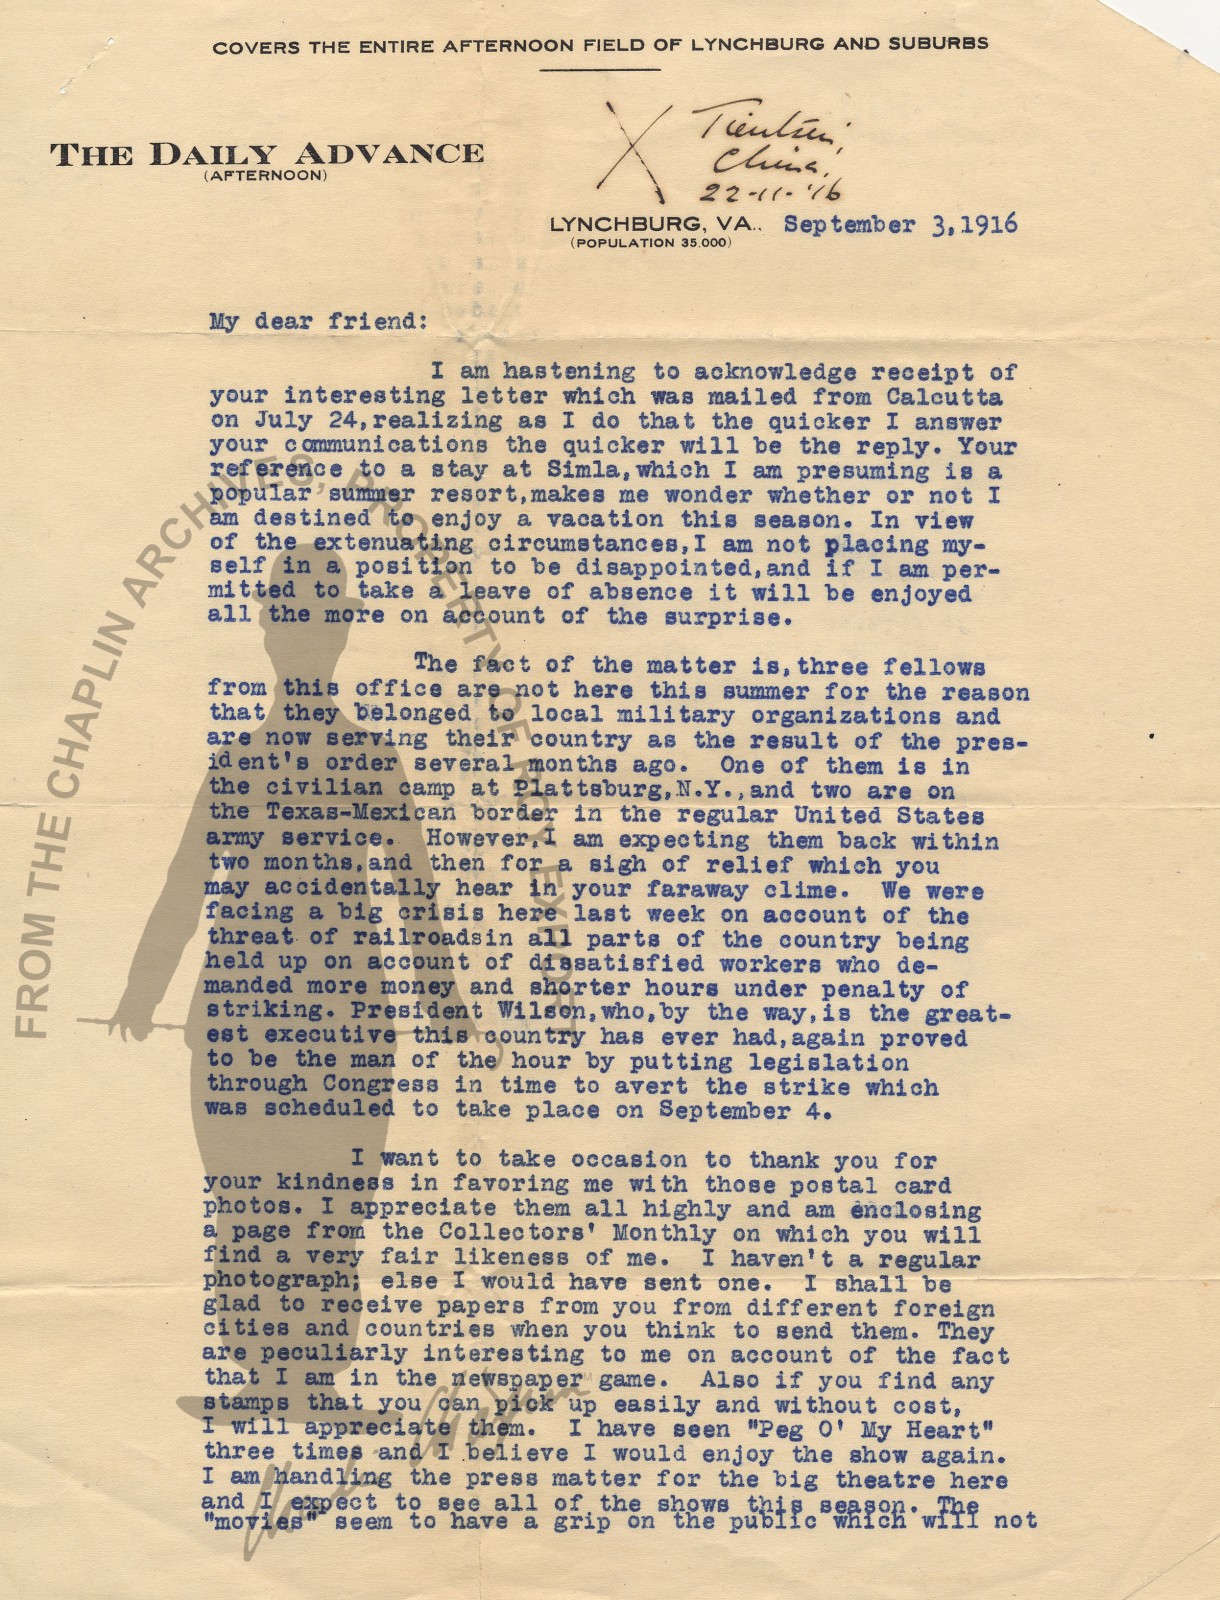 COVERS THE ENTIRE AFTERNOON FIELD OF LYNCHBURG AND SUBURBS
THE DAILY ADVANCE
(AFTERNOON)
Tientsin,
China,
22-11-'16
LYNCHBURG, VA.. September 3,1916
(POPULATION 35.000)
My dear friend:
I am hastening to acknowledge receipt of
your interesting letter which was mailed from Calcutta
on July 24,realizing as I do that the quicker I answer
your communications the quicker will be the reply. Your
reference to a stay at Simla,which I am presuming is a
popular summer resort,makes me wonder whether or not I
am destined to enjoy a vacation this season. In view
of the extenuating circumstances,I am not placing my-
self in a position to be disappointed,and if I am per-
mitted to take a leave of absence it will be enjoyed
all the more on account of the surprise.
The fact of the matter is,three fellows
from this office are not here this summer for the reason
that they belonged to local military organizations and
are now serving their country as the result of the pres-
ident's order several months ago. One of them is in
the civilian camp at Plattsburg,N.Y.,and two are on
the Texas-Mexican border in the regular United States
army service. However,I am expecting them back within
two months,and then for a sigh of relief which you
may accidentally hear in your faraway clime. We were
facing a big crisis here last week on account of the
threat of railroadsin all parts of the country being
held up on account of dissatisfied workers who de-
manded more money and shorter hours under penalty of
striking. President Wilson,who,by the way,is the great-
est executive this country has ever had,again proved
to be the man of the hour by putting legislation
through Congress in time to avert the strike which
was scheduled to take place on September 4.
I want to take occasion to thank you for
your kindness in favoring me with those postal card
photos. I appreciate them all highly and am enclosing
a page from the Collectors' Monthly on which you will
find a very fair likeness of me. I haven't a regular
photograph; else I would have sent one. I shall be
glad to receive papers from you from different foreign
cities and countries when you think to send them. They
are peculiarly interesting to me on account of the fact
that I am in the newspaper game. Also if you find any
stamps that you can pick up easily and without cost,
I will appreciate them. I have seen "Peg O' My Heart"
three times and I believe I would enjoy the show again.
I am handling the press matter for the big theatre here
and I expect to see all of the shows this season. The
"movies" seem to have a grip on the public which will not
FROM THE CHAPLIN ARCHIVES, PROPERTY OF ROY EXPORT